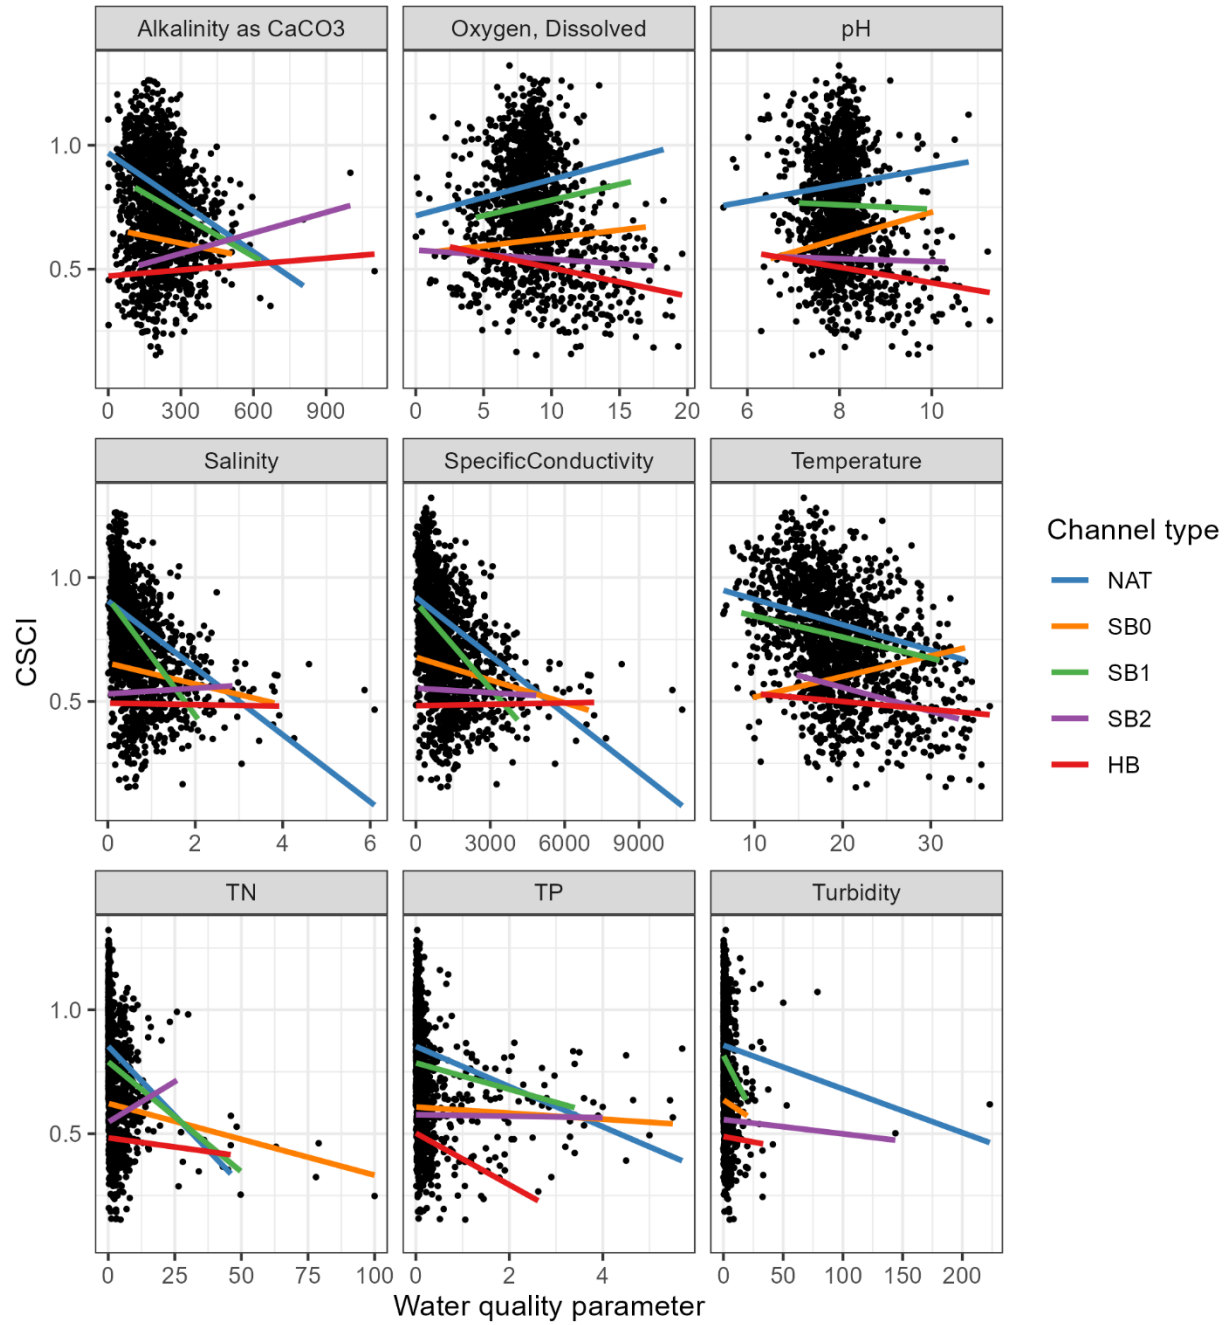 Alkalinity as CaCO3
Oxygen, Dissolved
pH
1.0
0.5
0 300 600 900
0 5 10 15 20
6 8 10
Salinity
SpecificConductivity
Temperature
1.0
0.5
0 2 4 6
0 3000 6000 9000
10 20 30
TN
TP
Turbidity
1.0
0.5
0 25 50 75 100
0 2 4
0 50 100 150 200
CSCI
Water quality parameter
Channel type
NAT
SB0
SB1
SB2
HB